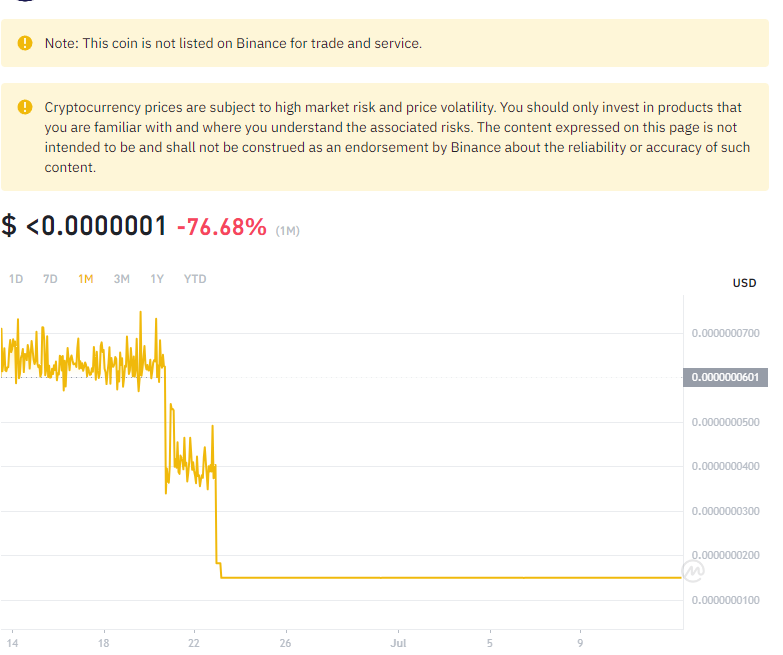 Note: This coin is not listed on Binance for trade and service.
Cryptocurrency prices are subject to high market risk and price volatility. You should only invest in products that
you are familiar with and where you understand the associated risks. The content expressed on this page is not
intended to be and shall not be construed as an endorsement by Binance about the reliability or accuracy of such
content.
$ <0.0000001 -76.68% (1M)
1D 7D 1M 3M 1Y YTD
USD
0.0000000700
0.0000000601
0.0000000500
0.0000000400
0.0000000300
0.0000000200
0.0000000100
14 18 22 26 Jul 5 9